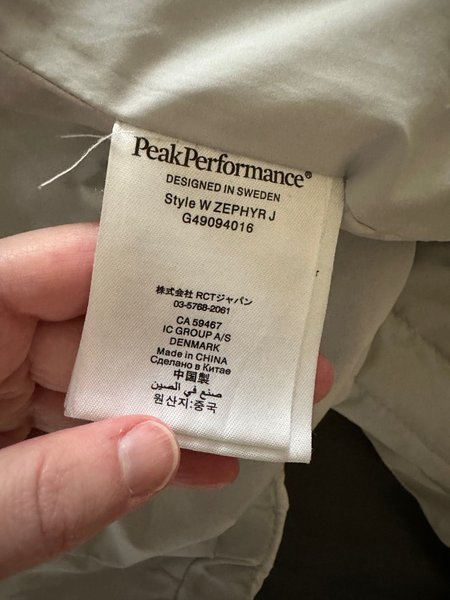 PeakPerformance®
DESIGNED IN SWEDEN
Style W ZEPHYR J
G49094016
株式会社 RCTジャパン
03-5768-2061
CA 59467
IC GROUP A/S
DENMARK
Made in CHINA
Сделано в Китае
中国製
صنع في الصين
원산지:중국